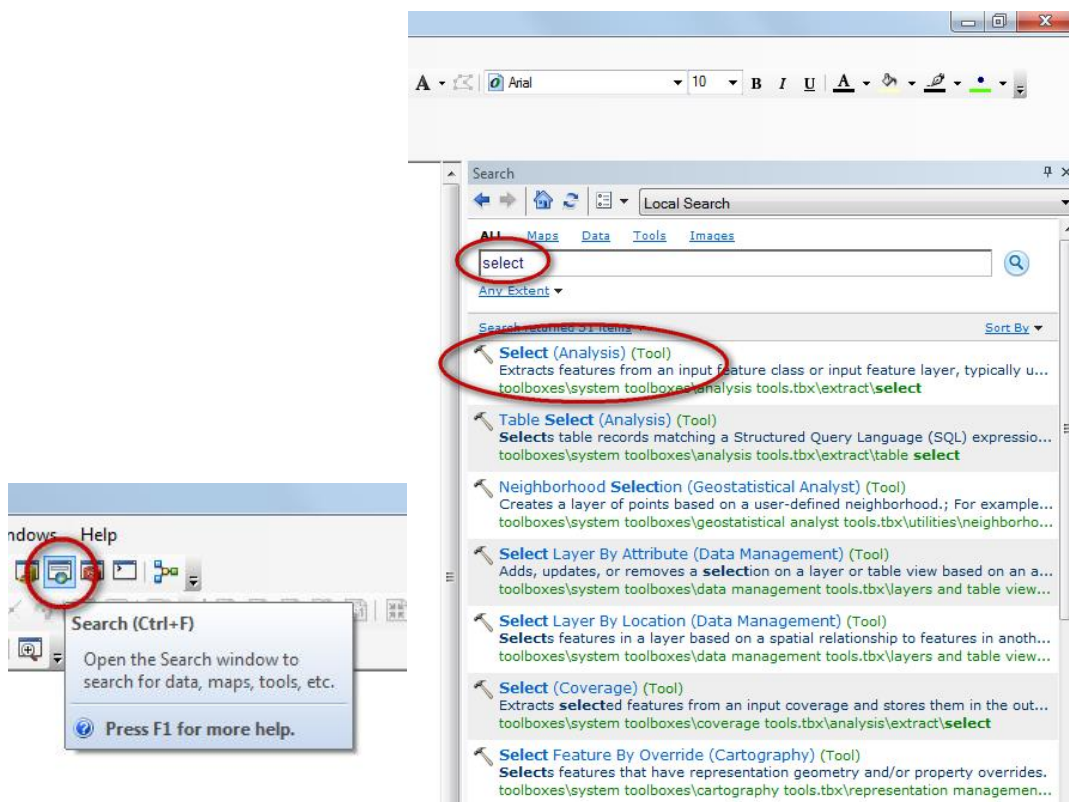 A Arial 10 B I U A
Search
Local Search
ALL Maps Data Tools Images
select
Any Extent
Search returned 51 items Sort By
Select (Analysis) (Tool)
Extracts features from an input feature class or input feature layer, typically u...
toolboxes\system toolboxes\analysis tools.tbx\extract\select
Table Select (Analysis) (Tool)
Selects table records matching a Structured Query Language (SQL) expressio...
toolboxes\system toolboxes\analysis tools.tbx\extract\table select
Neighborhood Selection (Geostatistical Analyst) (Tool)
Creates a layer of points based on a user-defined neighborhood.; For example...
toolboxes\system toolboxes\geostatistical analyst tools.tbx\utilities\neighborho...
Select Layer By Attribute (Data Management) (Tool)
Adds, updates, or removes a selection on a layer or table view based on an a...
toolboxes\system toolboxes\data management tools.tbx\layers and table view...
Select Layer By Location (Data Management) (Tool)
Selects features in a layer based on a spatial relationship to features in anoth...
toolboxes\system toolboxes\data management tools.tbx\layers and table view...
Select (Coverage) (Tool)
Extracts selected features from an input coverage and stores them in the out...
toolboxes\system toolboxes\coverage tools.tbx\analysis\extract\select
Select Feature By Override (Cartography) (Tool)
Selects features that have representation geometry and/or property overrides.
toolboxes\system toolboxes\cartography tools.tbx\representation managemen...
ndows Help
Search (Ctrl+F)
Open the Search window to
search for data, maps, tools, etc.
Press F1 for more help.